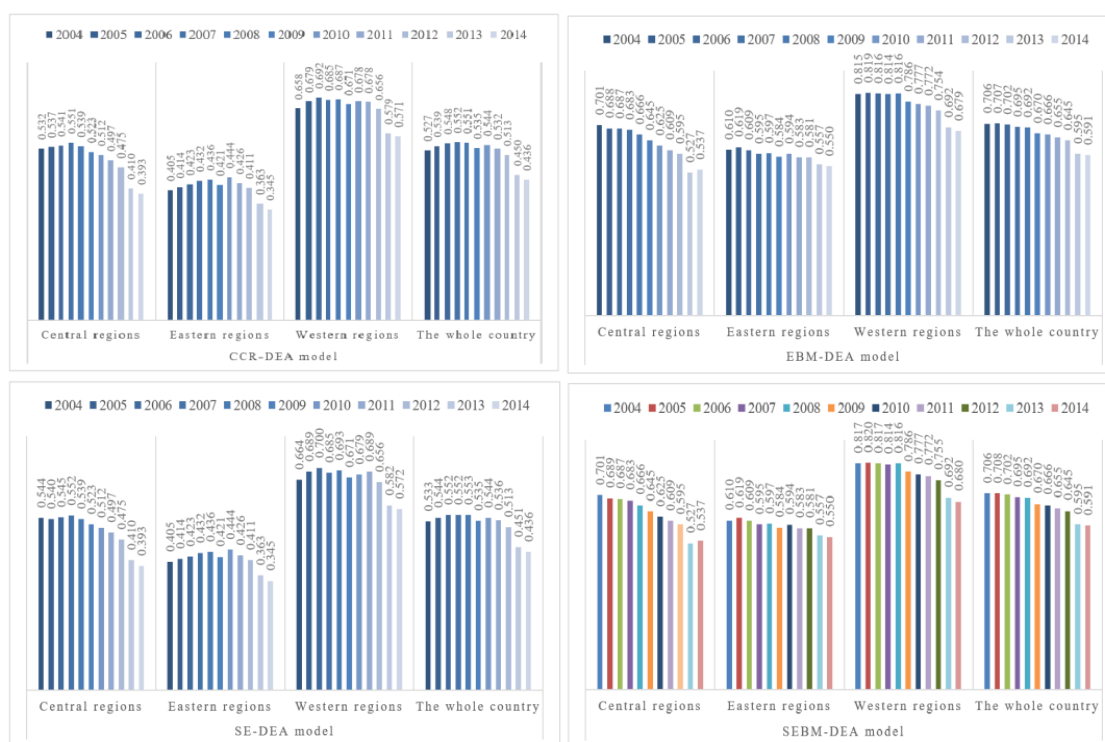 2004 2005 2006 2007 2008 2009 2010 2011 2012 2013 2014
0.532 0.537 0.541 0.551 0.539 0.523 0.512 0.497 0.475 0.410 0.393
0.405 0.414 0.423 0.432 0.436 0.421 0.444 0.426 0.411 0.363 0.345
0.658 0.679 0.692 0.685 0.687 0.671 0.678 0.678 0.656 0.579 0.571
0.527 0.539 0.548 0.552 0.551 0.533 0.544 0.532 0.513 0.450 0.436
Central regions Eastern regions Western regions The whole country
CCR-DEA model
2004 2005 2006 2007 2008 2009 2010 2011 2012 2013 2014
0.701 0.688 0.687 0.683 0.666 0.645 0.625 0.609 0.595 0.527 0.537
0.610 0.619 0.609 0.595 0.597 0.584 0.594 0.583 0.581 0.557 0.550
0.815 0.819 0.816 0.814 0.816 0.786 0.777 0.772 0.754 0.692 0.679
0.706 0.707 0.702 0.695 0.692 0.670 0.666 0.655 0.645 0.595 0.591
Central regions Eastern regions Western regions The whole country
EBM-DEA model
2004 2005 2006 2007 2008 2009 2010 2011 2012 2013 2014
0.544 0.540 0.545 0.552 0.539 0.523 0.512 0.497 0.475 0.410 0.393
0.405 0.414 0.423 0.432 0.436 0.421 0.444 0.426 0.411 0.363 0.345
0.664 0.689 0.700 0.685 0.693 0.671 0.679 0.689 0.656 0.582 0.572
0.533 0.544 0.552 0.552 0.553 0.535 0.544 0.536 0.513 0.451 0.436
Central regions Eastern regions Western regions The whole country
SE-DEA model
2004 2005 2006 2007 2008 2009 2010 2011 2012 2013 2014
0.701 0.689 0.687 0.683 0.666 0.645 0.625 0.609 0.595 0.527 0.537
0.610 0.619 0.609 0.595 0.597 0.584 0.594 0.583 0.581 0.557 0.550
0.817 0.820 0.817 0.814 0.816 0.786 0.777 0.772 0.755 0.692 0.680
0.706 0.708 0.702 0.695 0.692 0.670 0.666 0.655 0.645 0.595 0.591
Central regions Eastern regions Western regions The whole country
SEBM-DEA model